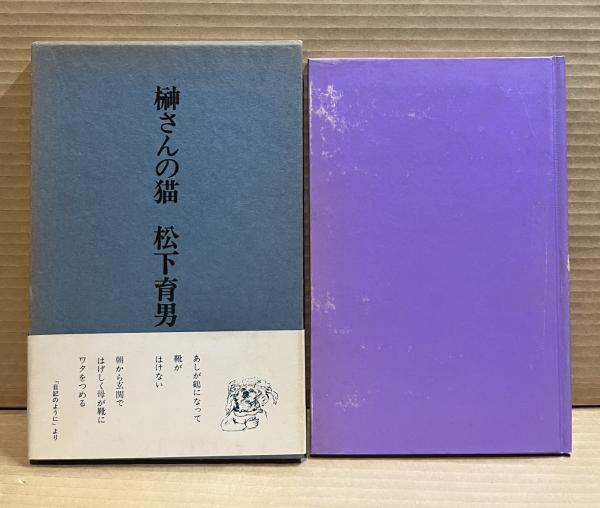 榊さんの猫　松下育男
あしが鶴になって
靴が
はけない
朝から玄関で
はげしく母が靴に
ワタをつめる
「日記のように」より